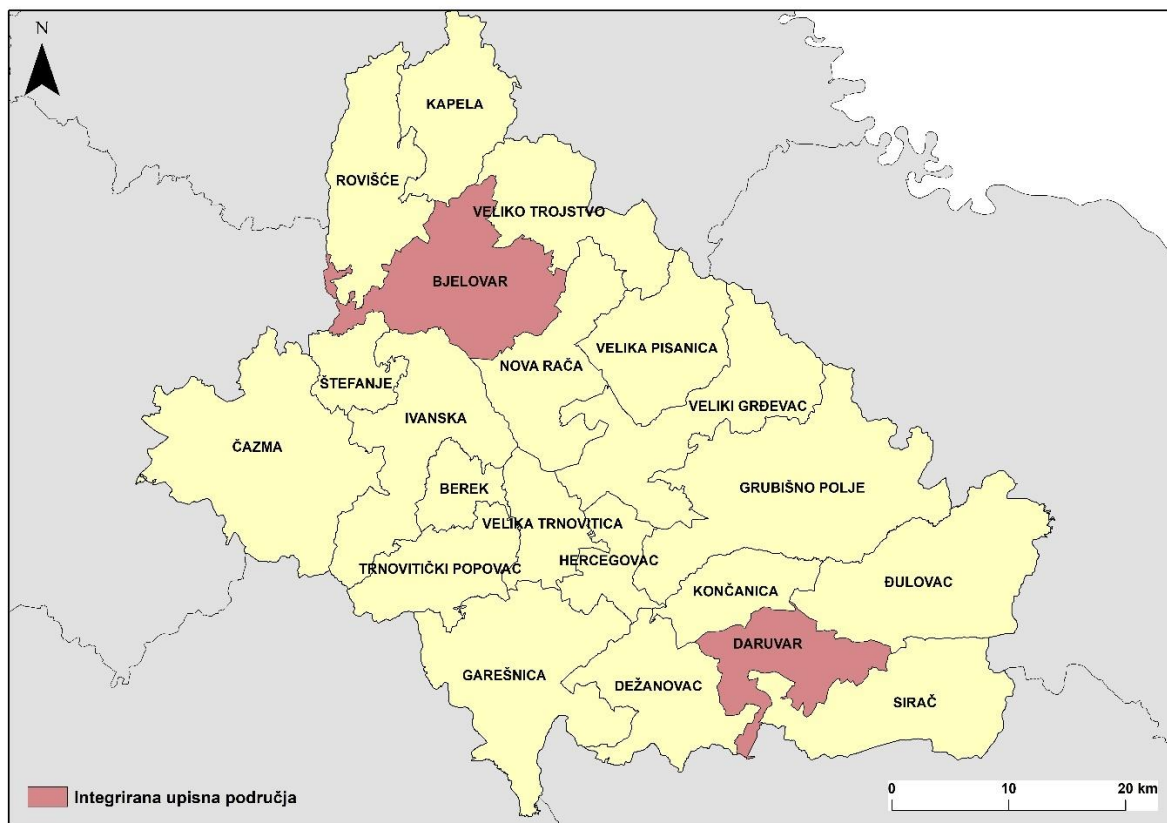 N
KAPELA
ROVIŠĆE
VELIKO TROJSTVO
BJELOVAR
NOVA RAČA
VELIKA PISANICA
ŠTEFANJE
VELIKI GRĐEVAC
IVANSKA
ČAZMA
BEREK
GRUBIŠNO POLJE
VELIKA TRNOVITICA
HERCEGOVAC
TRNOVITIČKI POPOVAC
KONČANICA
ĐULOVAC
DARUVAR
GAREŠNICA
DEŽANOVAC
SIRAČ
Integrirana upisna područja
0 10 20 km